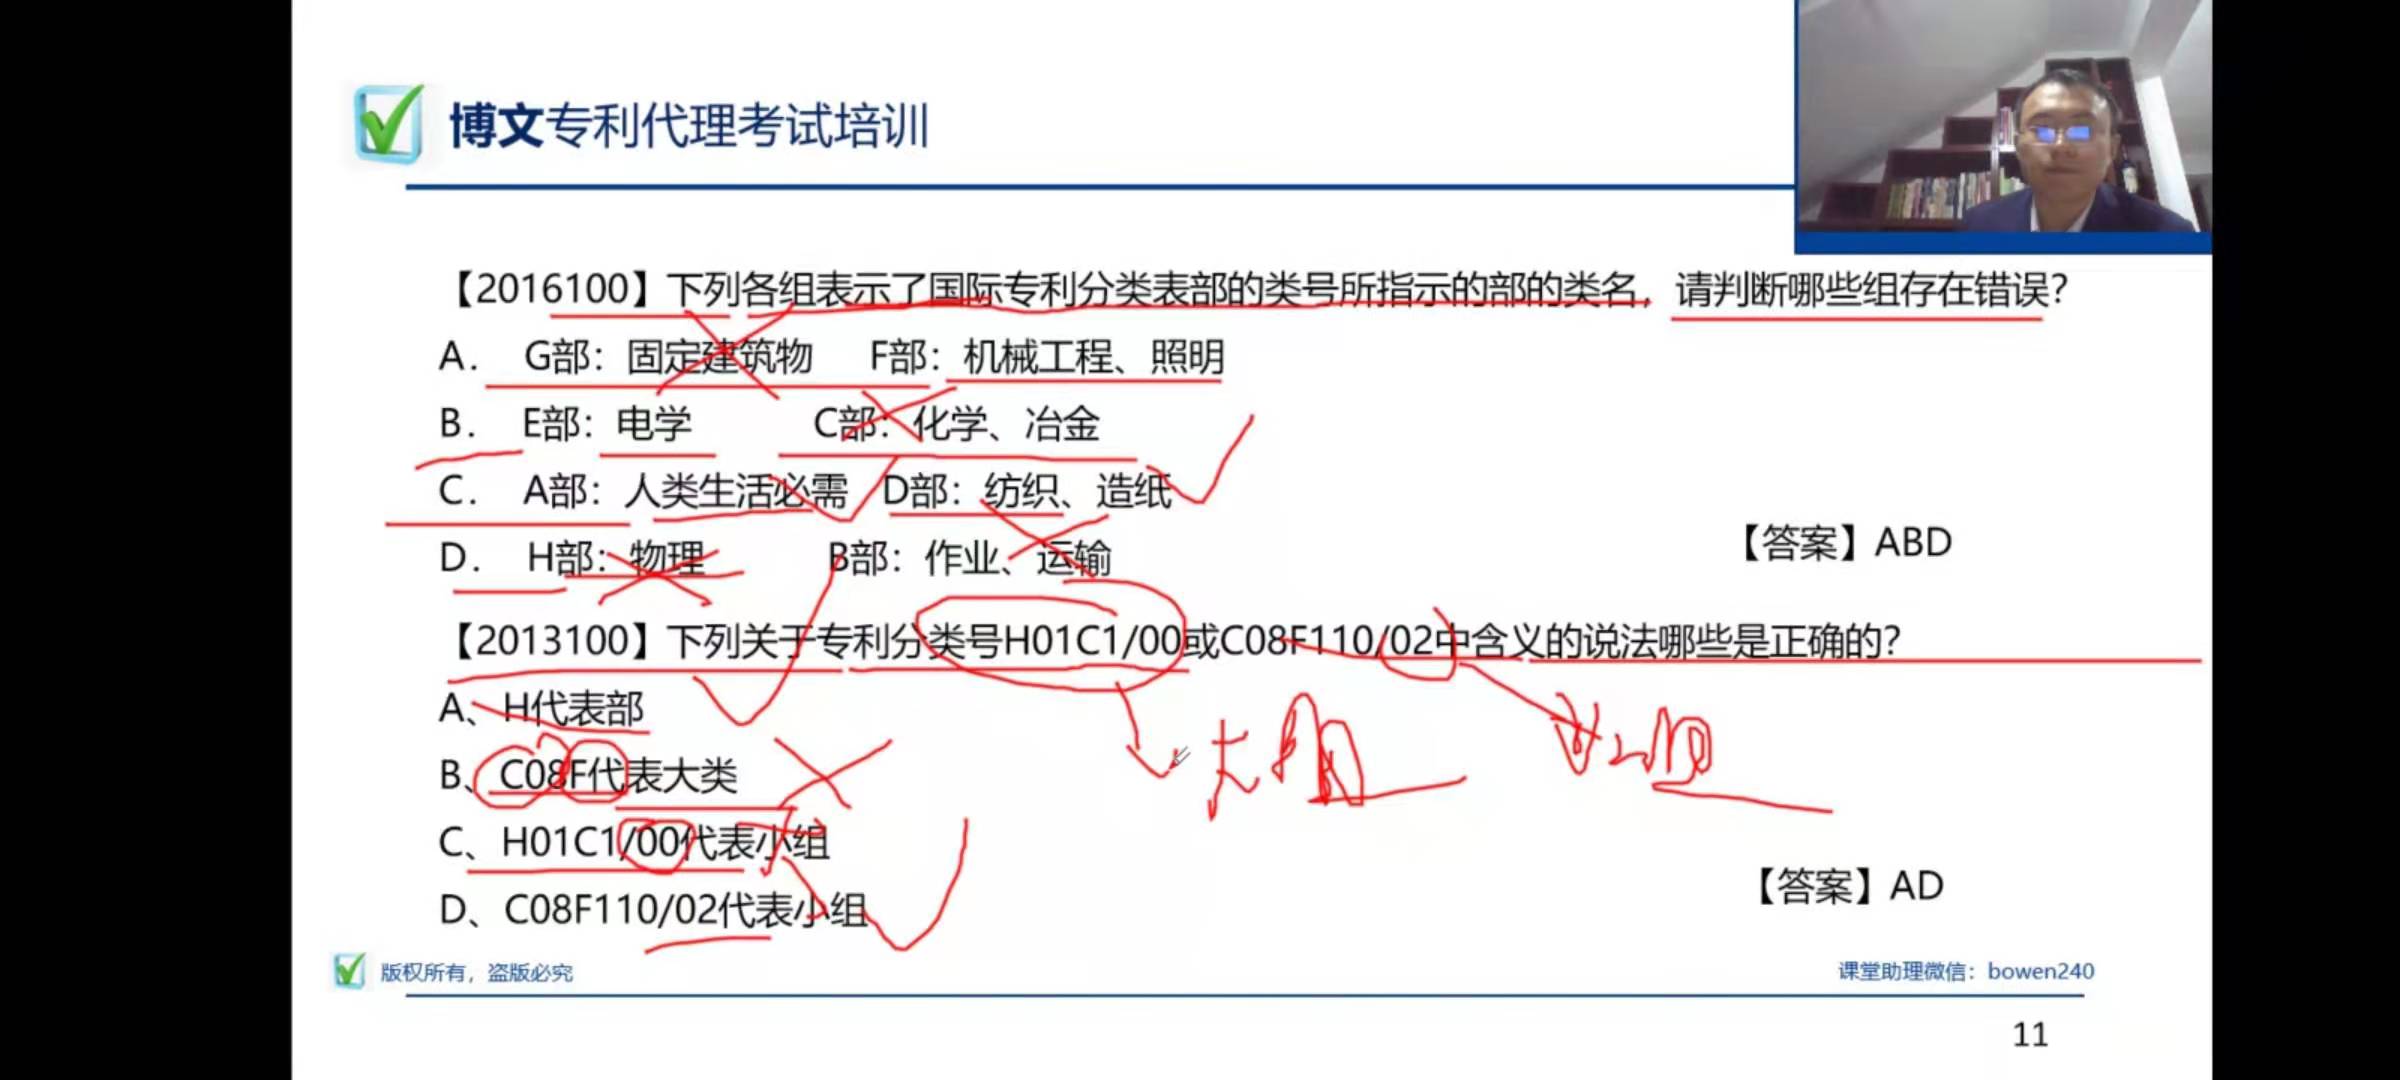 博文专利代理考试培训
【2016100】下列各组表示了国际专利分类表部的类号所指示的部的类名，请判断哪些组存在错误？
A. G部：固定建筑物 F部：机械工程、照明
B. E部：电学 C部：化学、冶金
C. A部：人类生活必需 D部：纺织、造纸
【答案】ABD
D. H部：物理 B部：作业、运输
【2013100】下列关于专利分类号H01C1/00或C08F110/02中含义的说法哪些是正确的？
A、H代表部
大组
小组
B、C08F代表大类
C、H01C1/00代表小组
【答案】AD
D、C08F110/02代表小组
版权所有，盗版必究
课堂助理微信：bowen240
11